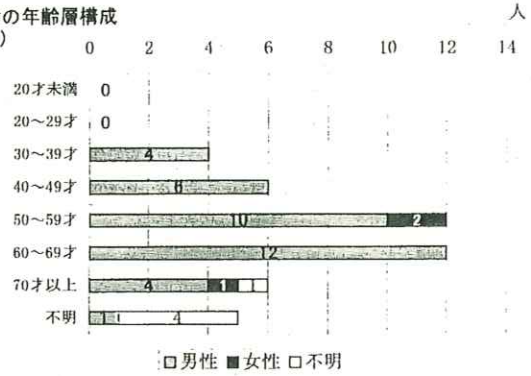 の年齢層構成
)
人
0 2 4 6 8 10 12 14
20才未満 0
20～29才 0
30～39才 4
40～49才 6
50～59才 10 2
60～69才 12
70才以上 4 1 1
不明 1 4
男性 女性 不明